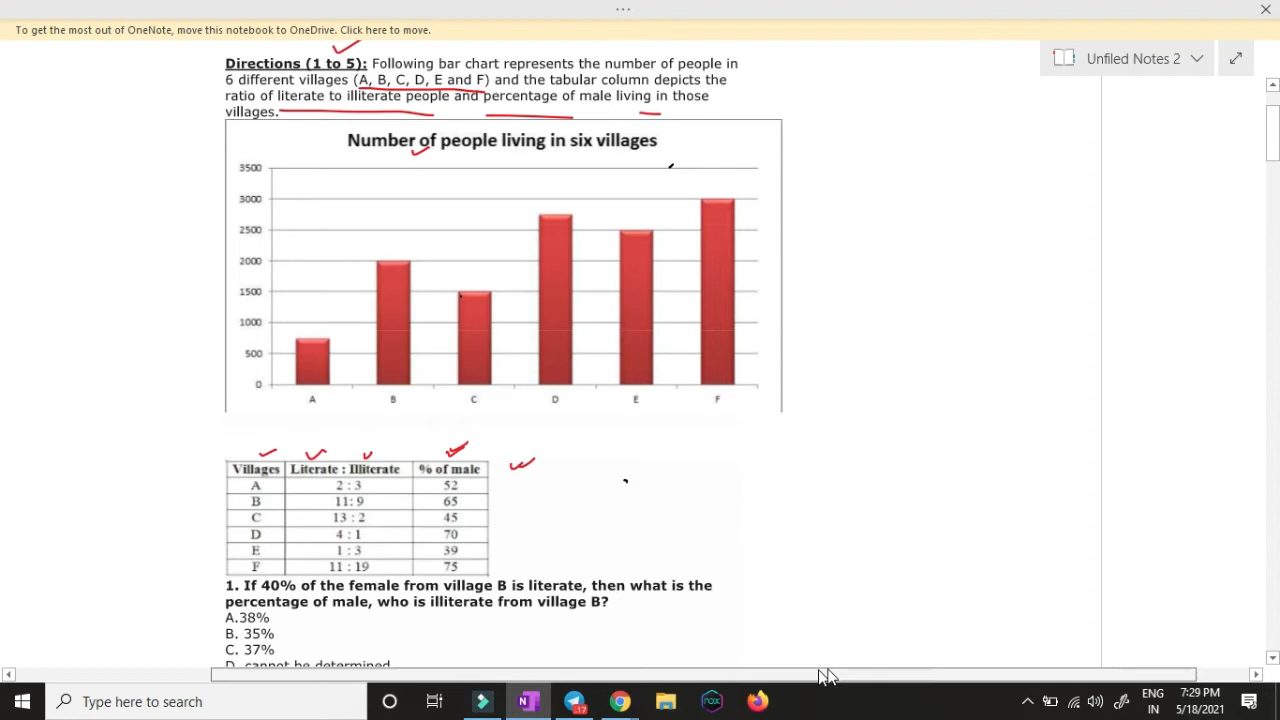 To get the most out of OneNote, move this notebook to OneDrive. Click here to move.
Unfiled Notes 2
Directions (1 to 5): Following bar chart represents the number of people in
6 different villages (A, B, C, D, E and F) and the tabular column depicts the
ratio of literate to illiterate people and percentage of male living in those
villages.
Number of people living in six villages
3500
3000
2500
2000
1500
1000
500
0
A B C D E F
Villages Literate : Illiterate % of male
A 2 : 3 52
B 11: 9 65
C 13 : 2 45
D 4 : 1 70
E 1 : 3 39
F 11 : 19 75
1. If 40% of the female from village B is literate, then what is the
percentage of male, who is illiterate from village B?
A.38%
B. 35%
C. 37%
D. cannot be determined
Type here to search
17
ENG
IN
7:29 PM
5/18/2021